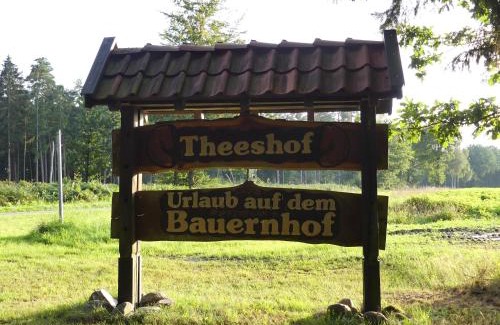 Theeshof
Urlaub auf dem
Bauernhof